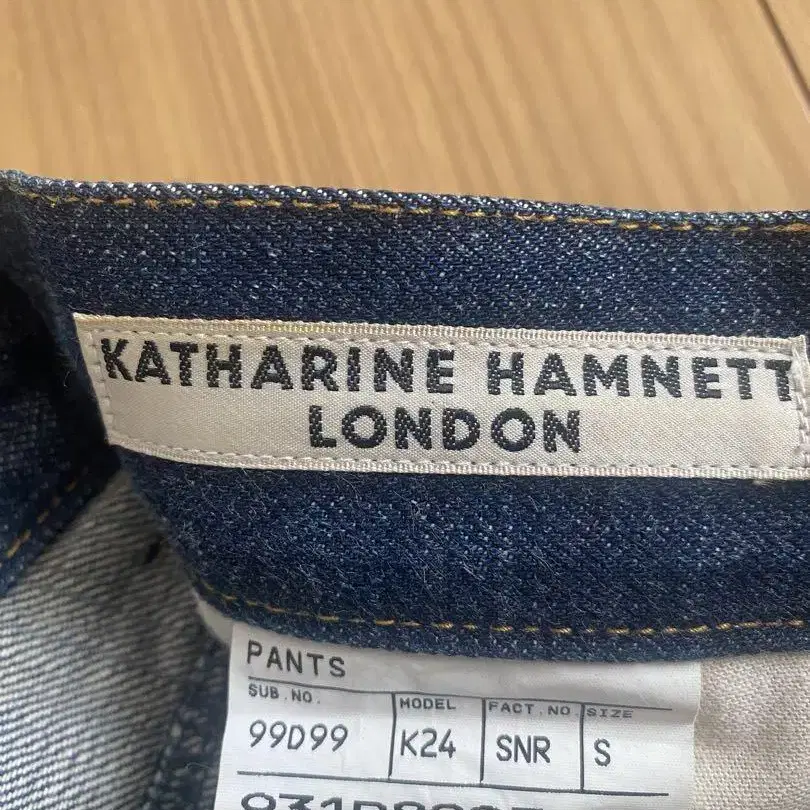 KATHARINE HAMNETT
LONDON
PANTS
SUB.NO. MODEL FACT.NO. SIZE
99D99 K24 SNR S